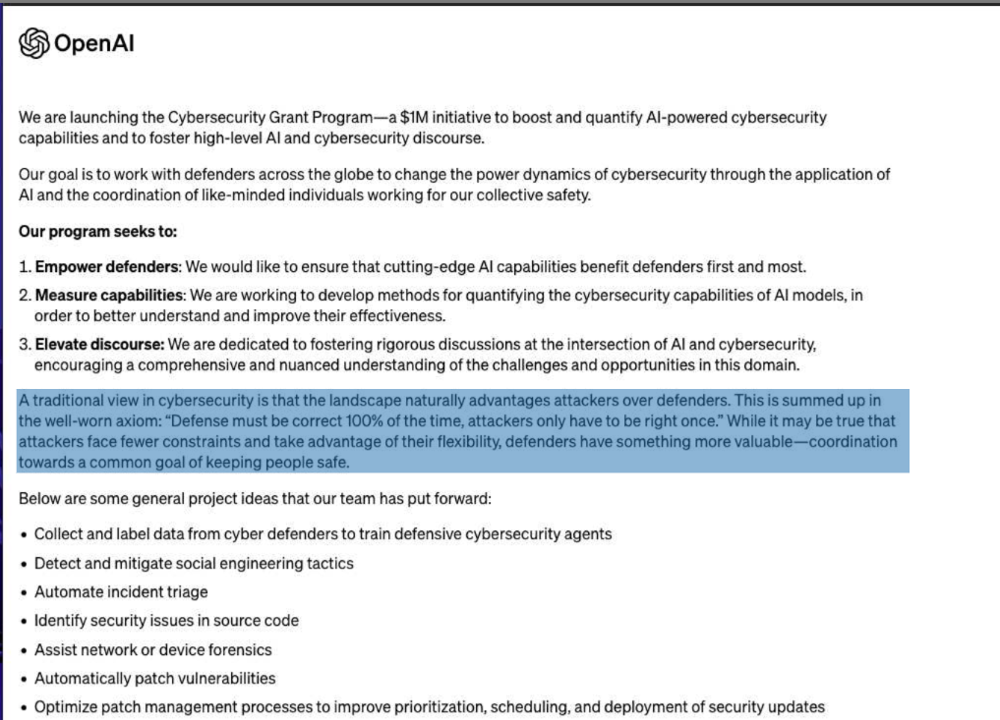 OpenAI
We are launching the Cybersecurity Grant Program—a $1M initiative to boost and quantify AI-powered cybersecurity
capabilities and to foster high-level AI and cybersecurity discourse.
Our goal is to work with defenders across the globe to change the power dynamics of cybersecurity through the application of
AI and the coordination of like-minded individuals working for our collective safety.
Our program seeks to:
1. Empower defenders: We would like to ensure that cutting-edge AI capabilities benefit defenders first and most.
2. Measure capabilities: We are working to develop methods for quantifying the cybersecurity capabilities of AI models, in
order to better understand and improve their effectiveness.
3. Elevate discourse: We are dedicated to fostering rigorous discussions at the intersection of AI and cybersecurity,
encouraging a comprehensive and nuanced understanding of the challenges and opportunities in this domain.
A traditional view in cybersecurity is that the landscape naturally advantages attackers over defenders. This is summed up in
the well-worn axiom: “Defense must be correct 100% of the time, attackers only have to be right once.” While it may be true that
attackers face fewer constraints and take advantage of their flexibility, defenders have something more valuable—coordination
towards a common goal of keeping people safe.
Below are some general project ideas that our team has put forward:
• Collect and label data from cyber defenders to train defensive cybersecurity agents
• Detect and mitigate social engineering tactics
• Automate incident triage
• Identify security issues in source code
• Assist network or device forensics
• Automatically patch vulnerabilities
• Optimize patch management processes to improve prioritization, scheduling, and deployment of security updates